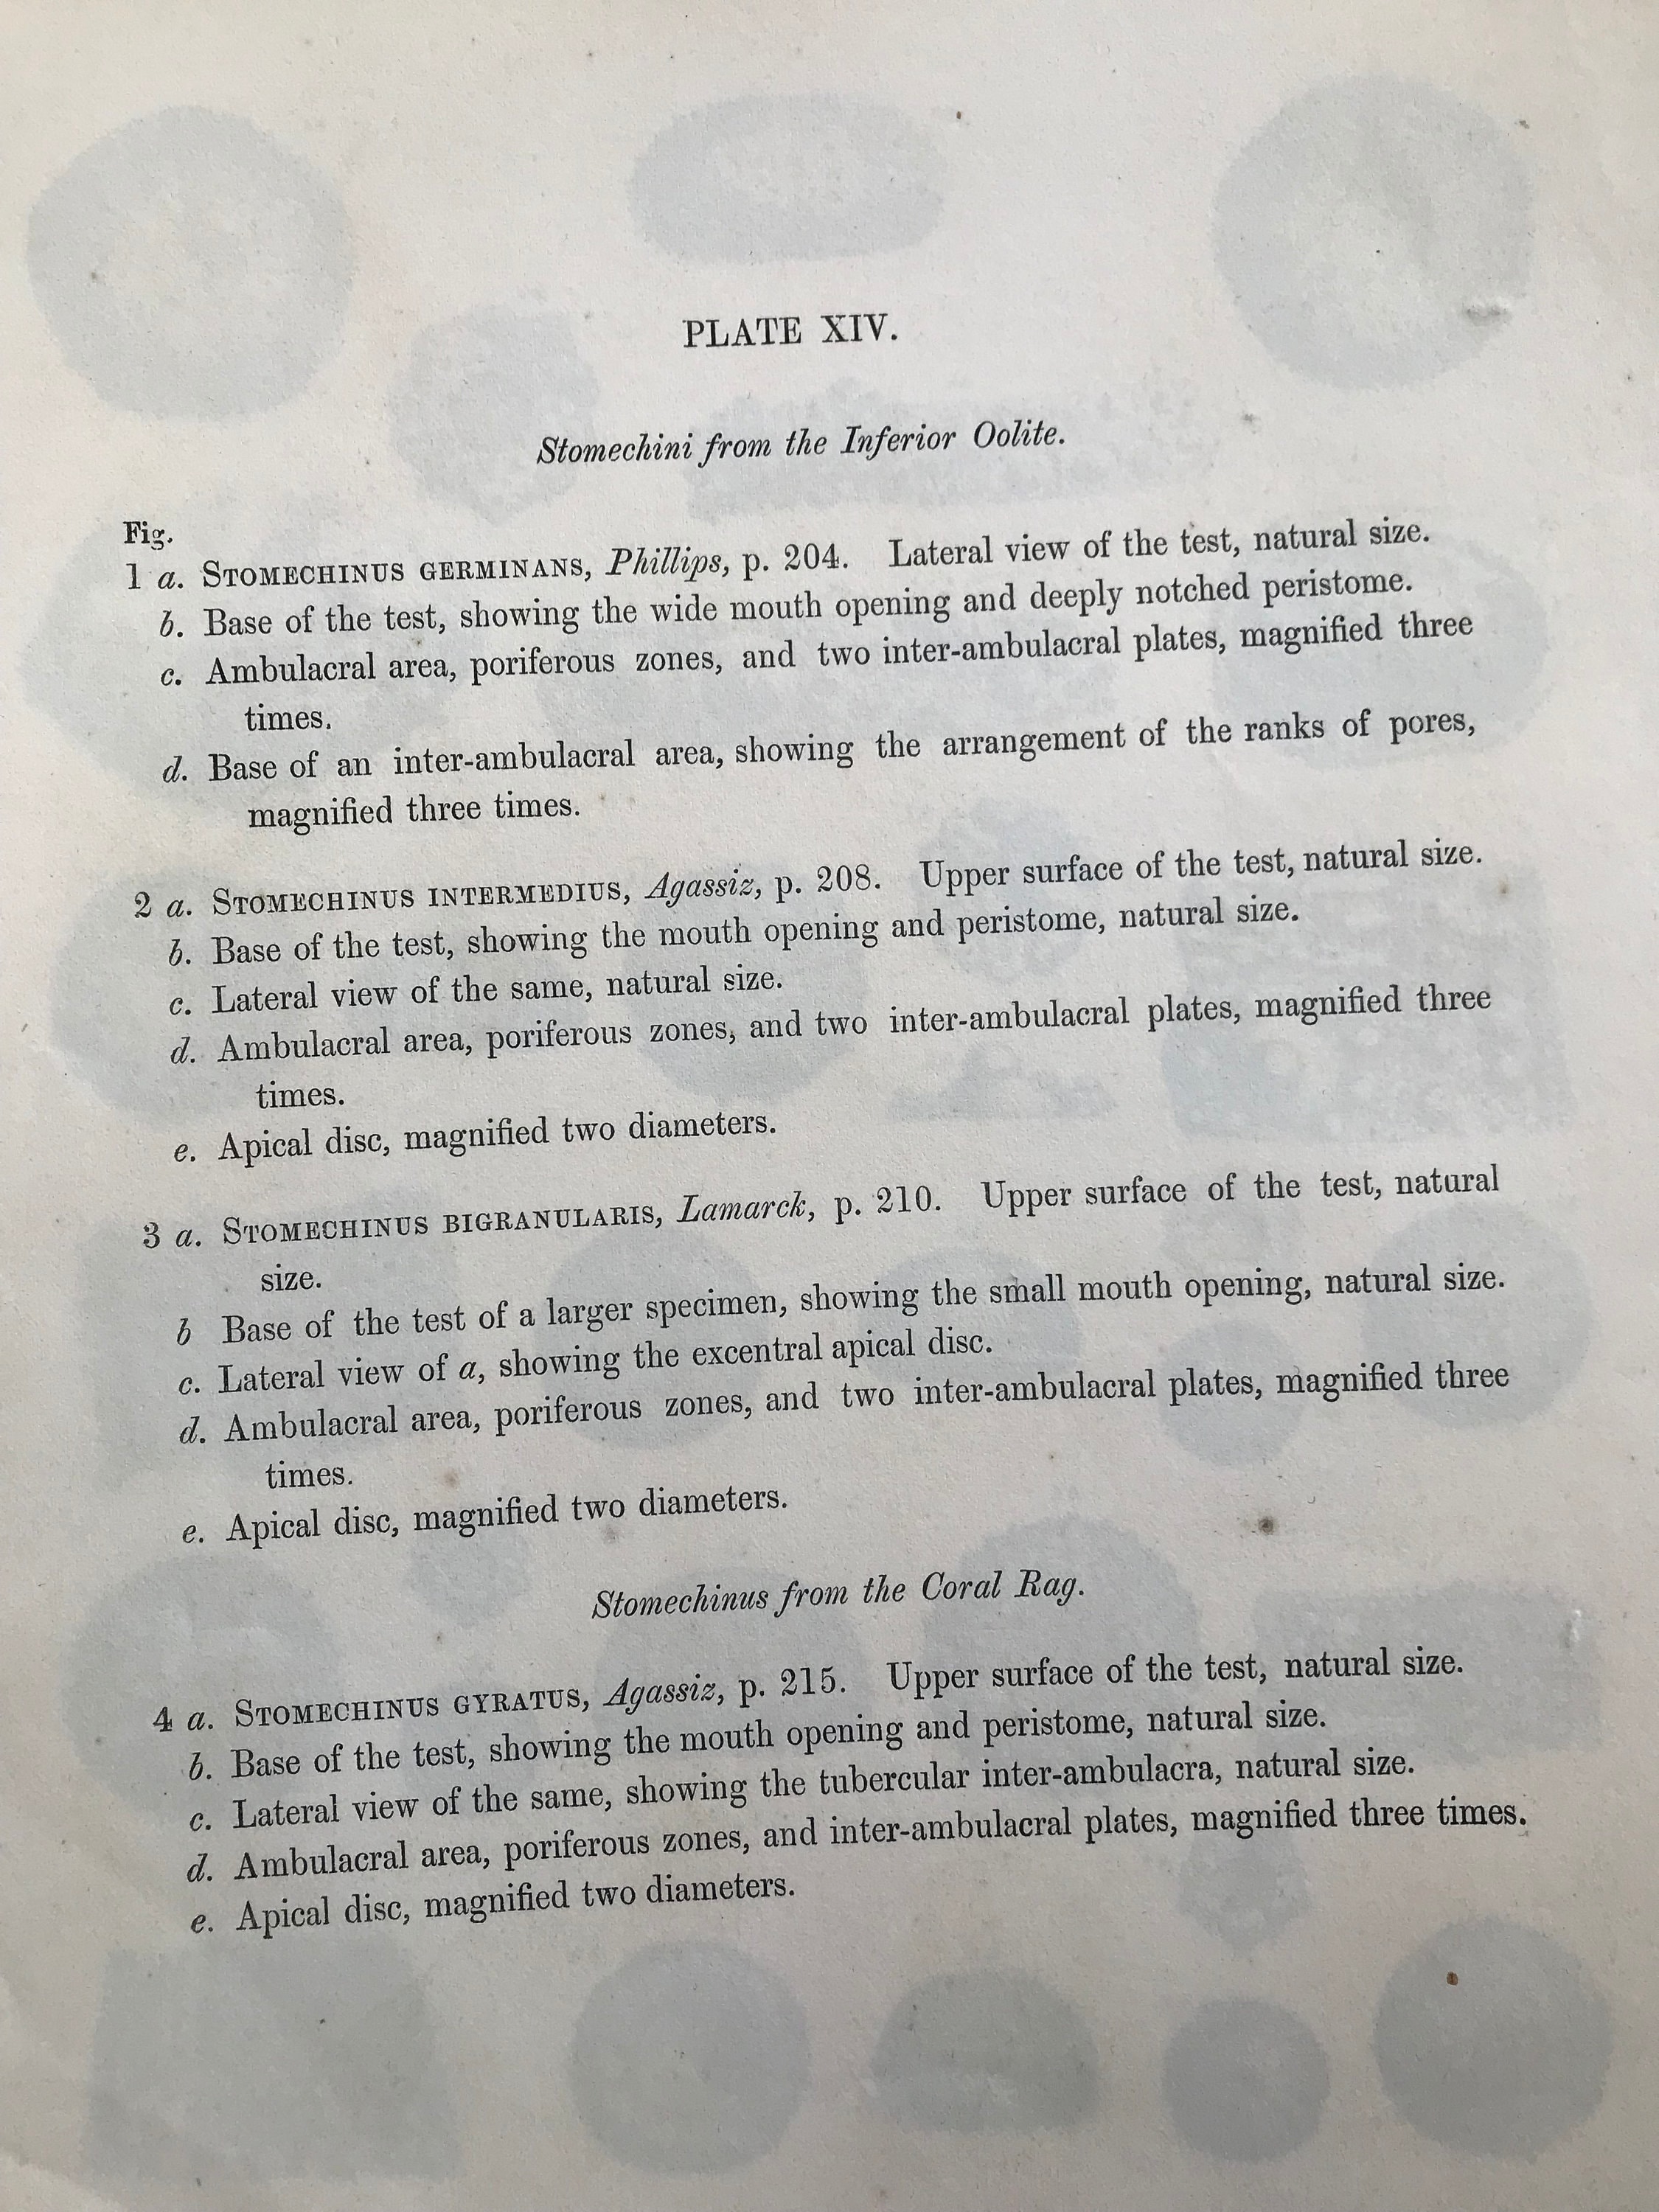 PLATE XIV.
Stomechini from the Inferior Oolite.
Fig.
1 a. STOMECHINUS GERMINANS, Phillips, p. 204. Lateral view of the test, natural size.
b. Base of the test, showing the wide mouth opening and deeply notched peristome.
c. Ambulacral area, poriferous zones, and two inter-ambulacral plates, magnified three
times.
d. Base of an inter-ambulacral area, showing the arrangement of the ranks of pores,
magnified three times.
2 a. STOMECHINUS INTERMEDIUS, Agassiz, p. 208. Upper surface of the test, natural size.
b. Base of the test, showing the mouth opening and peristome, natural size.
c. Lateral view of the same, natural size.
d. Ambulacral area, poriferous zones, and two inter-ambulacral plates, magnified three
times.
e. Apical disc, magnified two diameters.
3 a. STOMECHINUS BIGRANULARIS, Lamarck, p. 210. Upper surface of the test, natural
size.
b Base of the test of a larger specimen, showing the small mouth opening, natural size.
c. Lateral view of a, showing the excentral apical disc.
d. Ambulacral area, poriferous zones, and two inter-ambulacral plates, magnified three
times.
e. Apical disc, magnified two diameters.
Stomechinus from the Coral Rag.
4 a. STOMECHINUS GYRATUS, Agassiz, p. 215. Upper surface of the test, natural size.
b. Base of the test, showing the mouth opening and peristome, natural size.
c. Lateral view of the same, showing the tubercular inter-ambulacra, natural size.
d. Ambulacral area, poriferous zones, and inter-ambulacral plates, magnified three times.
e. Apical disc, magnified two diameters.